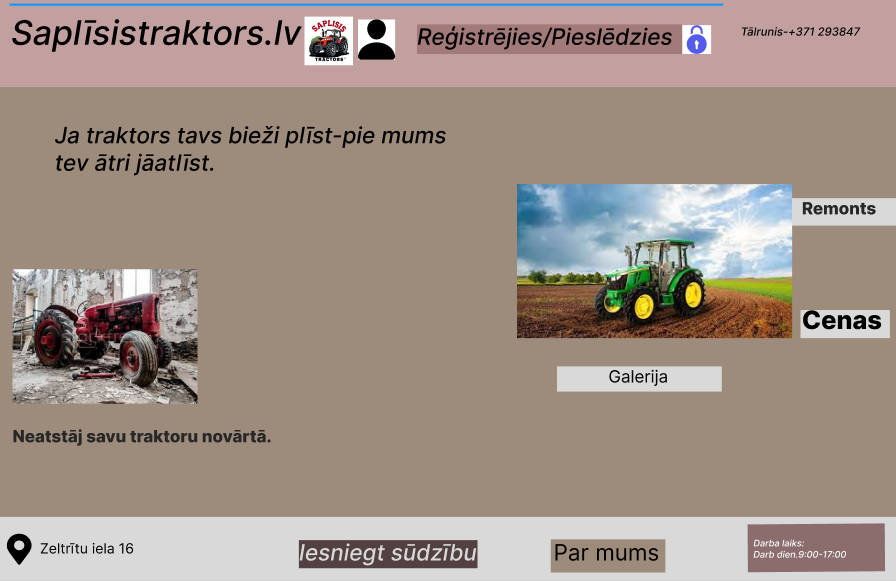 Saplīsistraktors.lv
SAPLISIS
TRACTORS
Reģistrējies/Pieslēdzies
Tālrunis-+371 293847
Ja traktors tavs bieži plīst-pie mums
tev ātri jāatlīst.
Remonts
Cenas
Galerija
Neatstāj savu traktoru novārtā.
Zeltrītu iela 16
Iesniegt sūdzību
Par mums
Darba laiks:
Darb dien.9:00-17:00